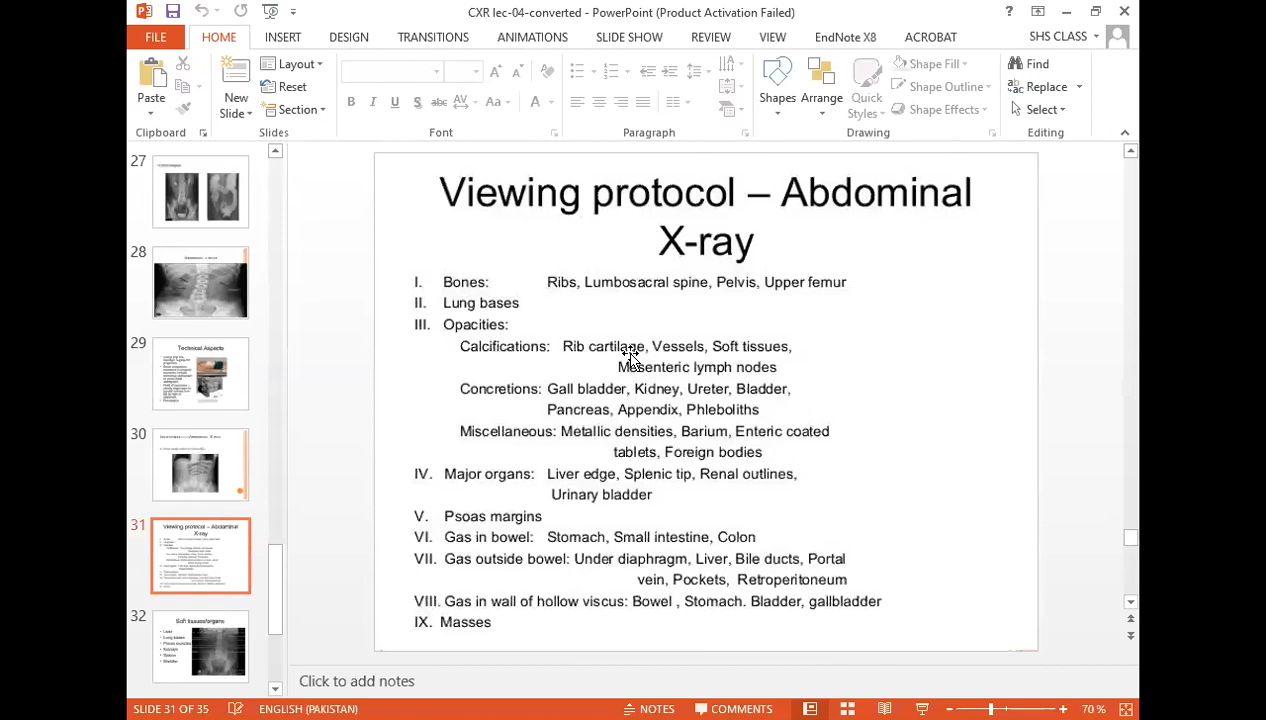 CXR lec-04-converted - PowerPoint (Product Activation Failed)
FILE HOME INSERT DESIGN TRANSITIONS ANIMATIONS SLIDE SHOW REVIEW VIEW EndNote X8 ACROBAT SHS CLASS
Paste
New
Slide
Layout
Reset
Section
Shapes
Arrange
Quick
Styles
Shape Fill
Shape Outline
Shape Effects
Find
Replace
Select
Clipboard Slides Font Paragraph Drawing Editing
27
28
29
Technical Aspects
30
31
Viewing protocol – Abdominal
X-ray
32
Soft tissues/organs
Liver
Lung bases
Psoas muscles
Kidneys
Spleen
Bladder
Viewing protocol – Abdominal
X-ray
I. Bones: Ribs, Lumbosacral spine, Pelvis, Upper femur
II. Lung bases
III. Opacities:
Calcifications: Rib cartilage, Vessels, Soft tissues,
Mesenteric lymph nodes
Concretions: Gall bladder, Kidney, Ureter, Bladder,
Pancreas, Appendix, Phleboliths
Miscellaneous: Metallic densities, Barium, Enteric coated
tablets, Foreign bodies
IV. Major organs: Liver edge, Splenic tip, Renal outlines,
Urinary bladder
V. Psoas margins
VI. Gas in bowel: Stomach, Small intestine, Colon
VII. Gas outside bowel: Under diaphragm, Liver, Bile ducts, Portal
vein, Pockets, Retroperitoneum
VIII. Gas in wall of hollow viscus: Bowel , Stomach. Bladder, gallbladder
IX. Masses
Click to add notes
SLIDE 31 OF 35 ENGLISH (PAKISTAN) NOTES COMMENTS 70 %